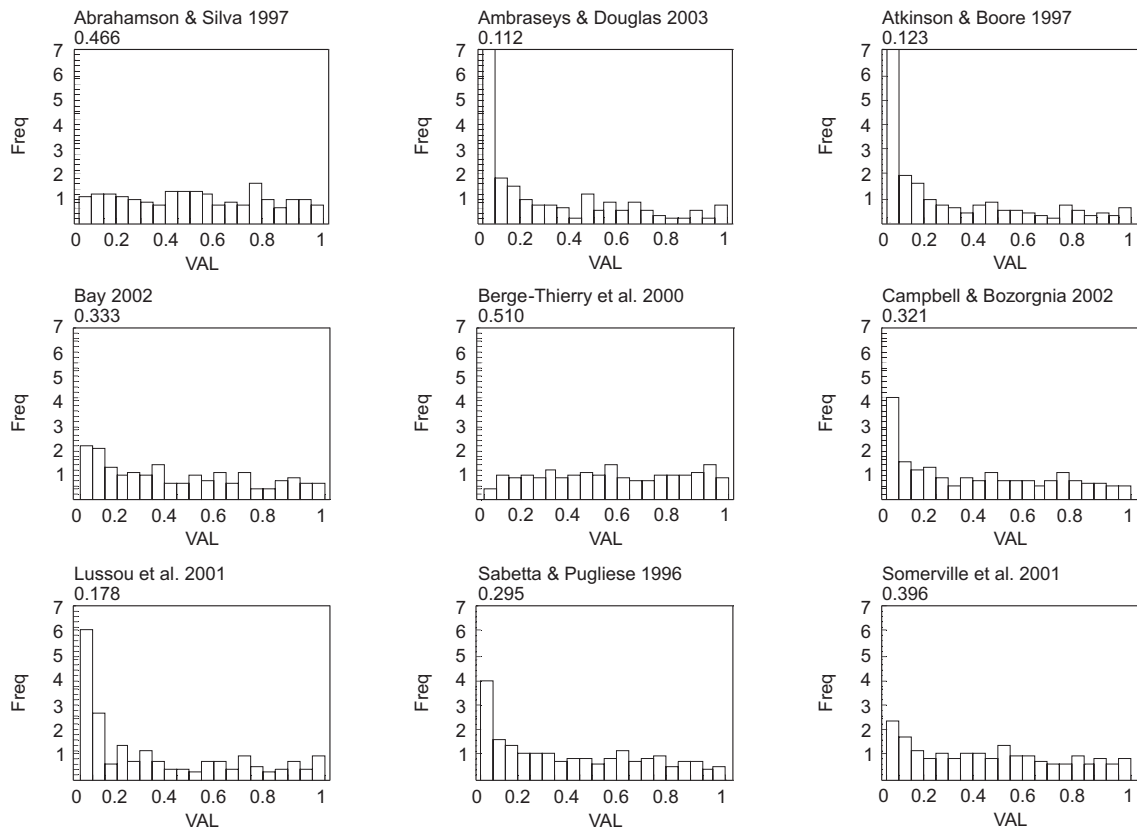 Abrahamson & Silva 1997
0.466
7
6
5
4
3
2
1
Freq
0 0.2 0.4 0.6 0.8 1
VAL
Ambraseys & Douglas 2003
0.112
7
6
5
4
3
2
1
Freq
0 0.2 0.4 0.6 0.8 1
VAL
Atkinson & Boore 1997
0.123
7
6
5
4
3
2
1
Freq
0 0.2 0.4 0.6 0.8 1
VAL
Bay 2002
0.333
7
6
5
4
3
2
1
Freq
0 0.2 0.4 0.6 0.8 1
VAL
Berge-Thierry et al. 2000
0.510
7
6
5
4
3
2
1
Freq
0 0.2 0.4 0.6 0.8 1
VAL
Campbell & Bozorgnia 2002
0.321
7
6
5
4
3
2
1
Freq
0 0.2 0.4 0.6 0.8 1
VAL
Lussou et al. 2001
0.178
7
6
5
4
3
2
1
Freq
0 0.2 0.4 0.6 0.8 1
VAL
Sabetta & Pugliese 1996
0.295
7
6
5
4
3
2
1
Freq
0 0.2 0.4 0.6 0.8 1
VAL
Somerville et al. 2001
0.396
7
6
5
4
3
2
1
Freq
0 0.2 0.4 0.6 0.8 1
VAL